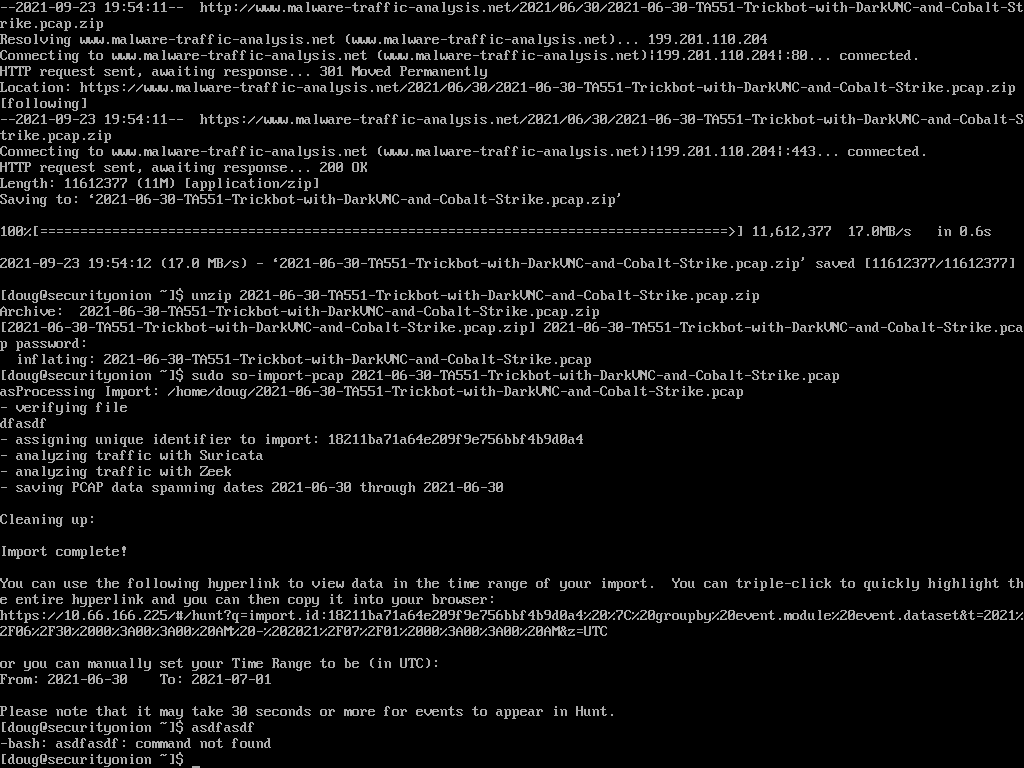 --2021-09-23 19:54:11--  http://www.malware-traffic-analysis.net/2021/06/30/2021-06-30-TA551-Trickbot-with-DarkVNC-and-Cobalt-St
rike.pcap.zip
Resolving www.malware-traffic-analysis.net (www.malware-traffic-analysis.net)... 199.201.110.204
Connecting to www.malware-traffic-analysis.net (www.malware-traffic-analysis.net)|199.201.110.204|:80... connected.
HTTP request sent, awaiting response... 301 Moved Permanently
Location: https://www.malware-traffic-analysis.net/2021/06/30/2021-06-30-TA551-Trickbot-with-DarkVNC-and-Cobalt-Strike.pcap.zip
[following]
--2021-09-23 19:54:11--  https://www.malware-traffic-analysis.net/2021/06/30/2021-06-30-TA551-Trickbot-with-DarkVNC-and-Cobalt-S
trike.pcap.zip
Connecting to www.malware-traffic-analysis.net (www.malware-traffic-analysis.net)|199.201.110.204|:443... connected.
HTTP request sent, awaiting response... 200 OK
Length: 11612377 (11M) [application/zip]
Saving to: ‘2021-06-30-TA551-Trickbot-with-DarkVNC-and-Cobalt-Strike.pcap.zip’
100%[======================================================================================>] 11,612,377  17.0MB/s   in 0.6s
2021-09-23 19:54:12 (17.0 MB/s) - ‘2021-06-30-TA551-Trickbot-with-DarkVNC-and-Cobalt-Strike.pcap.zip’ saved [11612377/11612377]
[doug@securityonion ~]$ unzip 2021-06-30-TA551-Trickbot-with-DarkVNC-and-Cobalt-Strike.pcap.zip
Archive:  2021-06-30-TA551-Trickbot-with-DarkVNC-and-Cobalt-Strike.pcap.zip
[2021-06-30-TA551-Trickbot-with-DarkVNC-and-Cobalt-Strike.pcap.zip] 2021-06-30-TA551-Trickbot-with-DarkVNC-and-Cobalt-Strike.pca
p password:
  inflating: 2021-06-30-TA551-Trickbot-with-DarkVNC-and-Cobalt-Strike.pcap
[doug@securityonion ~]$ sudo so-import-pcap 2021-06-30-TA551-Trickbot-with-DarkVNC-and-Cobalt-Strike.pcap
asProcessing Import: /home/doug/2021-06-30-TA551-Trickbot-with-DarkVNC-and-Cobalt-Strike.pcap
- verifying file
dfasdf
- assigning unique identifier to import: 18211ba71a64e209f9e756bbf4b9d0a4
- analyzing traffic with Suricata
- analyzing traffic with Zeek
- saving PCAP data spanning dates 2021-06-30 through 2021-06-30
Cleaning up:
Import complete!
You can use the following hyperlink to view data in the time range of your import.  You can triple-click to quickly highlight th
e entire hyperlink and you can then copy it into your browser:
https://10.66.166.225/#/hunt?q=import.id:18211ba71a64e209f9e756bbf4b9d0a4%20%7C%20groupby%20event.module%20event.dataset&t=2021%
2F06%2F30%2000%3A00%3A00%20AM%20-%202021%2F07%2F01%2000%3A00%3A00%20AM&z=UTC
or you can manually set your Time Range to be (in UTC):
From: 2021-06-30    To: 2021-07-01
Please note that it may take 30 seconds or more for events to appear in Hunt.
[doug@securityonion ~]$ asdfasdf
-bash: asdfasdf: command not found
[doug@securityonion ~]$ _